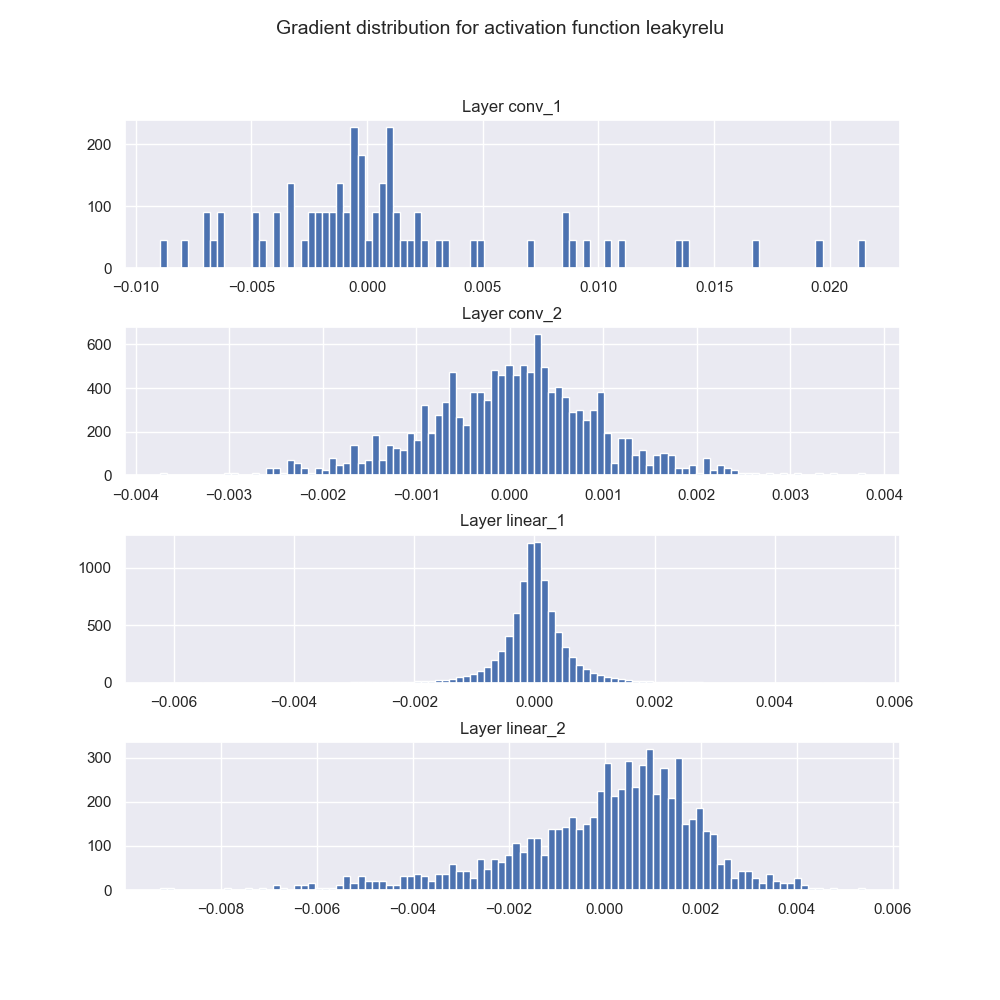 Gradient distribution for activation function leakyrelu
Layer conv_1
200
100
0
−0.010 −0.005 0.000 0.005 0.010 0.015 0.020
Layer conv_2
600
400
200
0
−0.004 −0.003 −0.002 −0.001 0.000 0.001 0.002 0.003 0.004
Layer linear_1
1000
500
0
−0.006 −0.004 −0.002 0.000 0.002 0.004 0.006
Layer linear_2
300
200
100
0
−0.008 −0.006 −0.004 −0.002 0.000 0.002 0.004 0.006